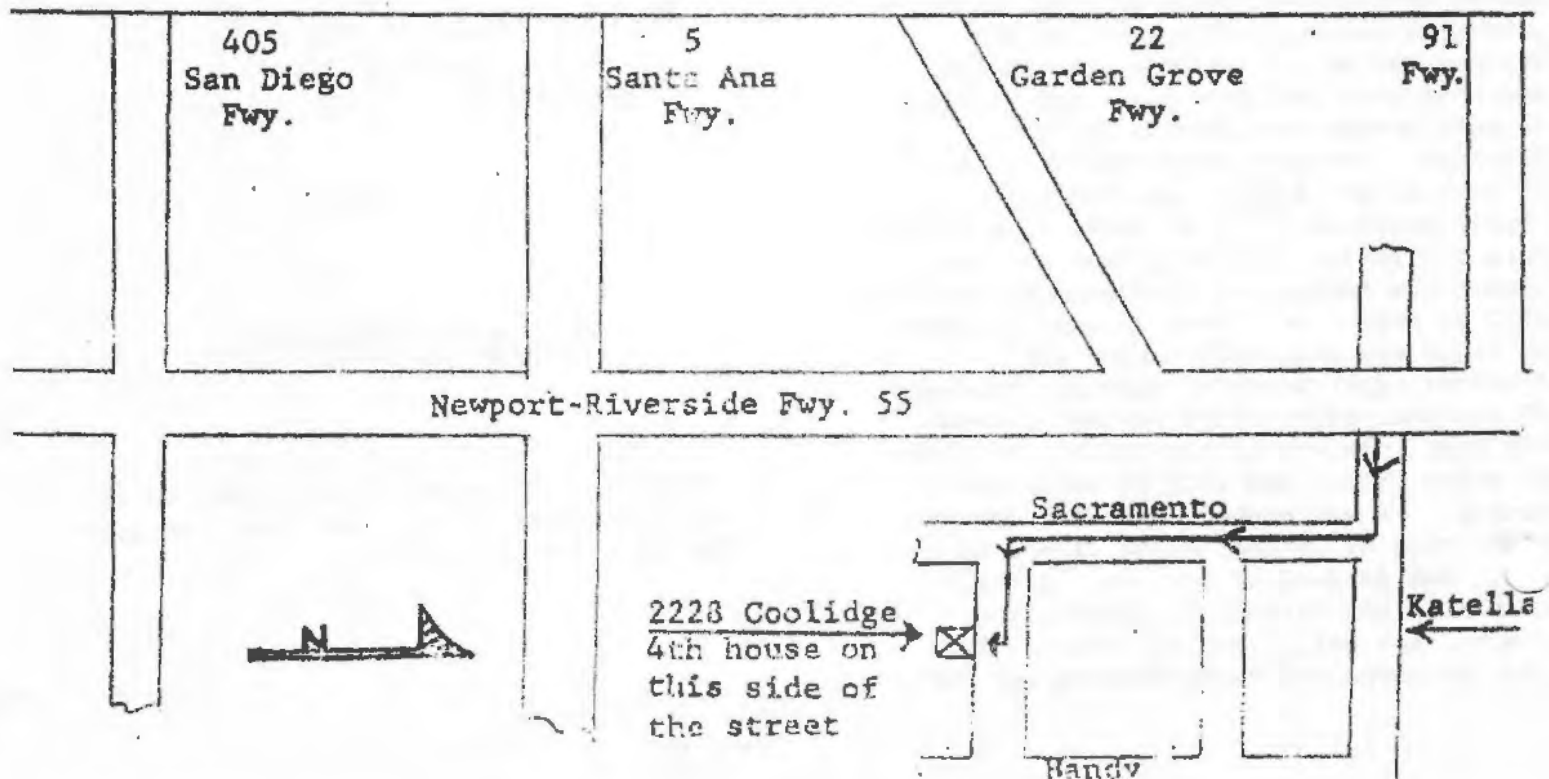 405
San Diego
Fwy.
5
Santa Ana
Fwy.
22
Garden Grove
Fwy.
91
Fwy.
Newport-Riverside Fwy. 55
Sacramento
Katella
2228 Coolidge
4th house on
this side of
the street
N
Handy